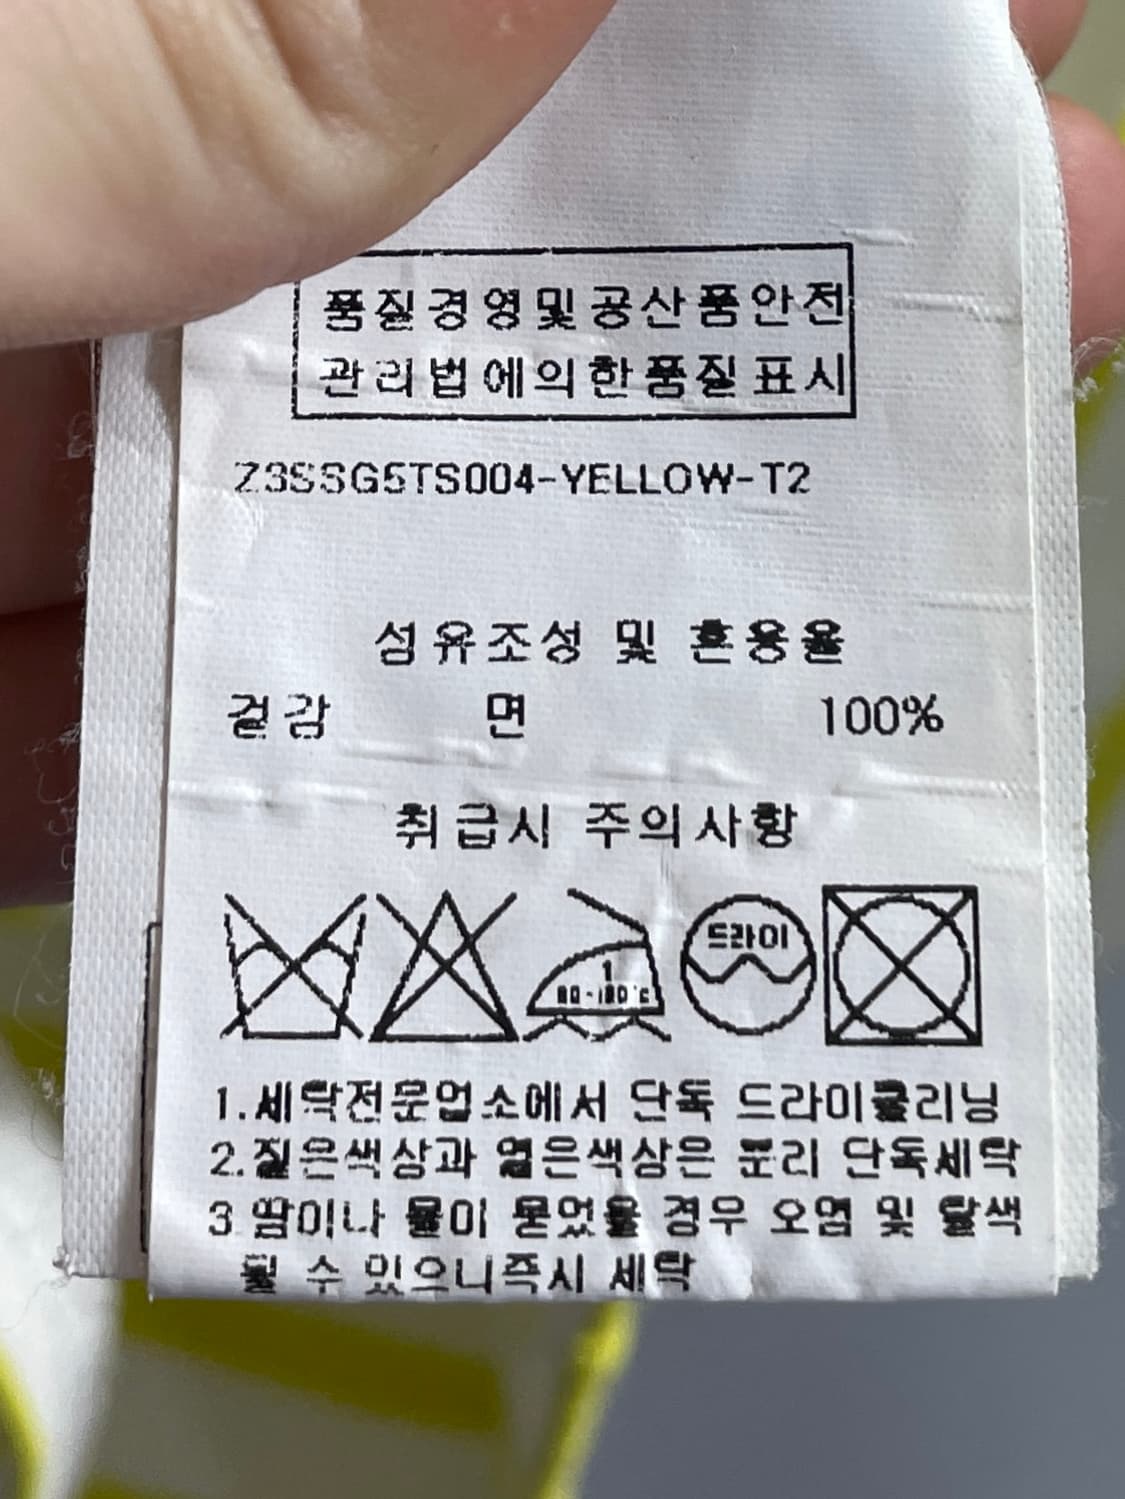 품질경영및공산품안전
관리법에의한품질표시
Z3SSG5TS004-YELLOW-T2
섬유조성 및 혼용율
겉감 면 100%
취급시 주의사항
1
80-120°C
드라이
1.세탁전문업소에서 단독 드라이클리닝
2.짙은색상과 엷은색상은 분리 단독세탁
3 땀이나 물이 묻었을 경우 오염 및 탈색
될 수 있으니즉시 세탁